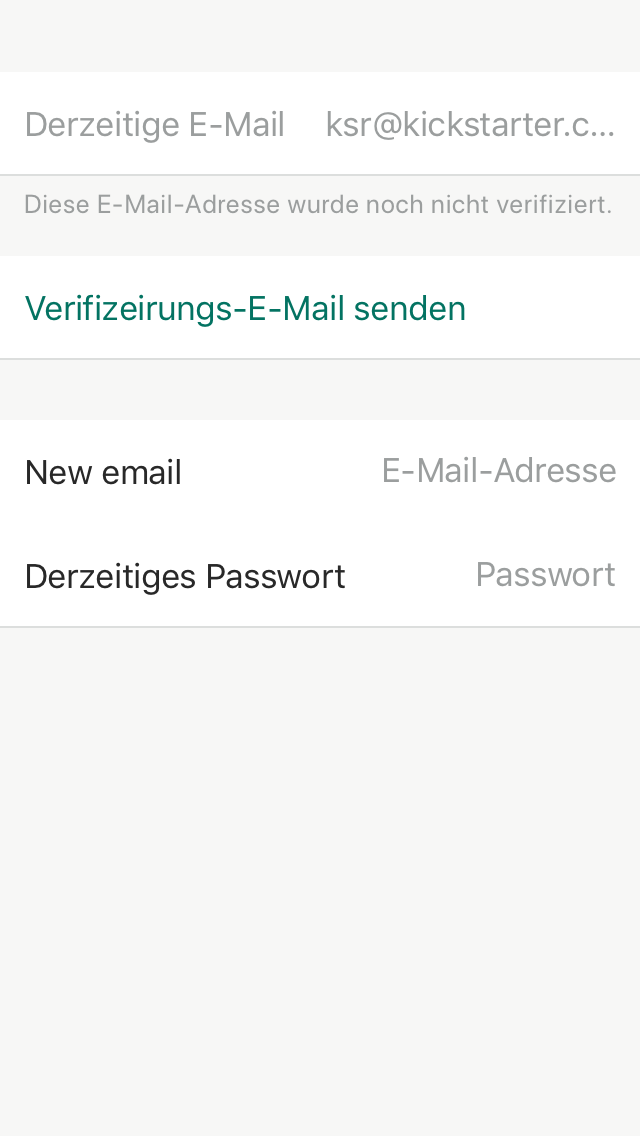 Derzeitige E-Mail ksr@kickstarter.c...
Diese E-Mail-Adresse wurde noch nicht verifiziert.
Verifizeirungs-E-Mail senden
New email E-Mail-Adresse
Derzeitiges Passwort Passwort